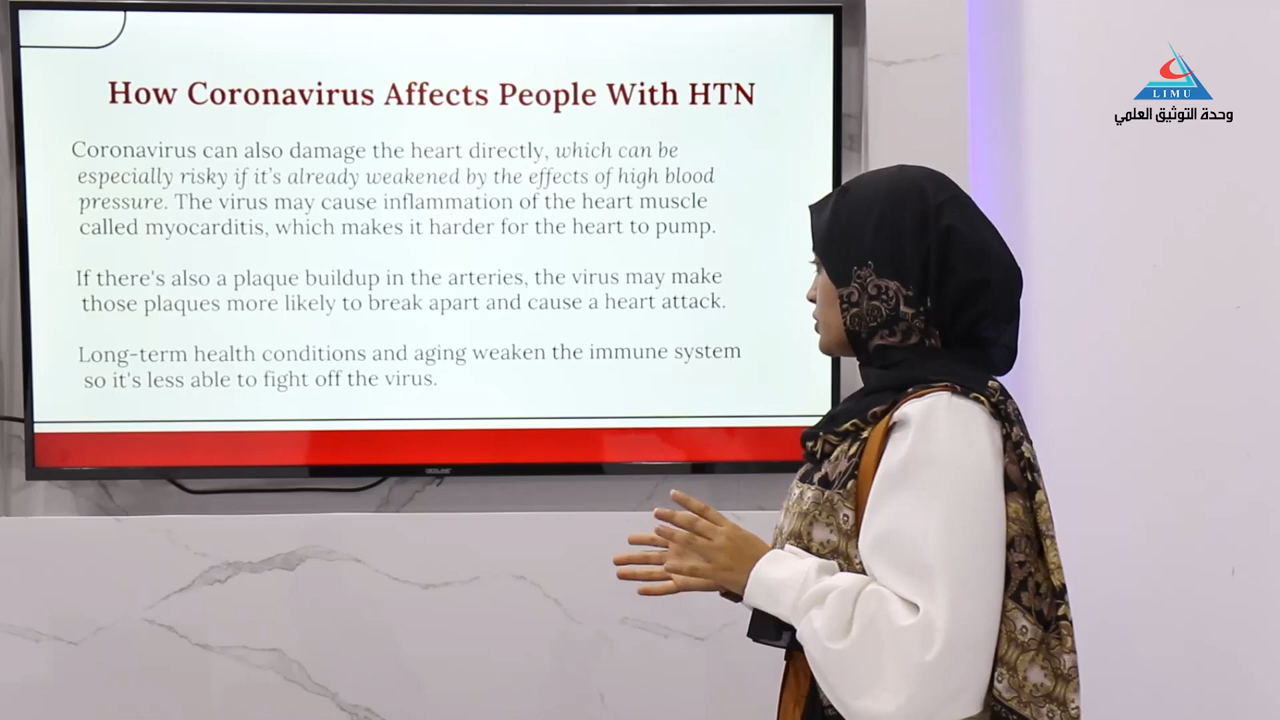 How Coronavirus Affects People With HTN
Coronavirus can also damage the heart directly, which can be
especially risky if it's already weakened by the effects of high blood
pressure. The virus may cause inflammation of the heart muscle
called myocarditis, which makes it harder for the heart to pump.
If there's also a plaque buildup in the arteries, the virus may make
those plaques more likely to break apart and cause a heart attack.
Long-term health conditions and aging weaken the immune system
so it's less able to fight off the virus.
LIMU
وحدة التوثيق العلمي